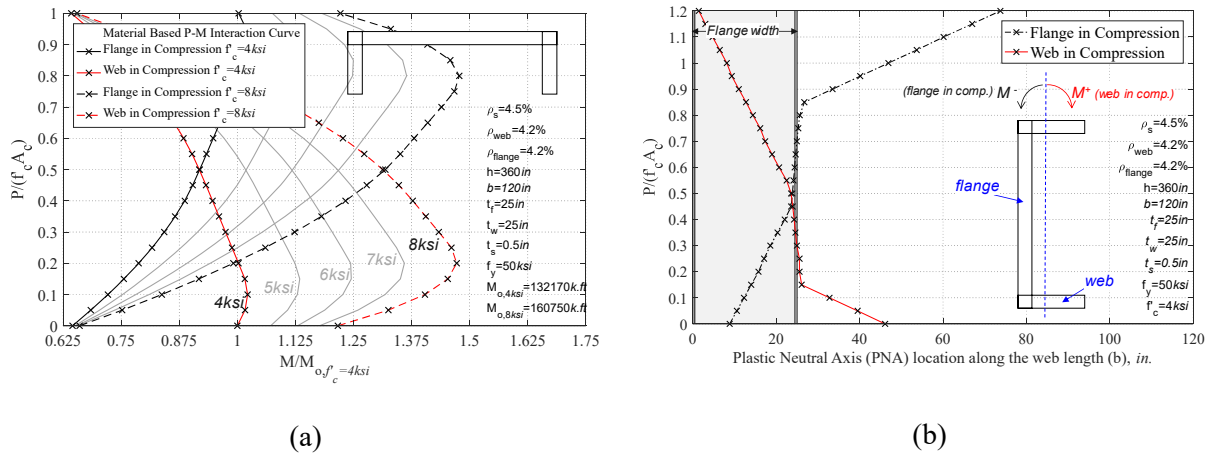 (a)
1
0.9
0.8
0.7
0.6
0.5
0.4
0.3
0.2
0.1
0
P/(f'cAc)
Material Based P-M Interaction Curve
Flange in Compression f'c=4ksi
Web in Compression f'c=4ksi
Flange in Compression f'c=8ksi
Web in Compression f'c=8ksi
ρs=4.5%
ρweb=4.2%
ρflange=4.2%
h=360in
b=120in
tf=25in
tw=25in
ts=0.5in
fy=50ksi
Mo,4ksi=132170k.ft
Mo,8ksi=160750k.ft
4ksi
5ksi
6ksi
7ksi
8ksi
0.625
0.75
0.875
1
1.125
1.25
1.375
1.5
1.625
1.75
M/Mo,f'c=4ksi
(a)
(b)
1.2
1.1
1
0.9
0.8
0.7
0.6
0.5
0.4
0.3
0.2
0.1
0
P/(f'cAc)
Flange width
Flange in Compression
Web in Compression
(flange in comp.) M-
M+ (web in comp.)
flange
web
ρs=4.5%
ρweb=4.2%
ρflange=4.2%
h=360in
b=120in
tf=25in
tw=25in
ts=0.5in
fy=50ksi
f'c=4ksi
0
20
40
60
80
100
120
Plastic Neutral Axis (PNA) location along the web length (b), in.
(b)